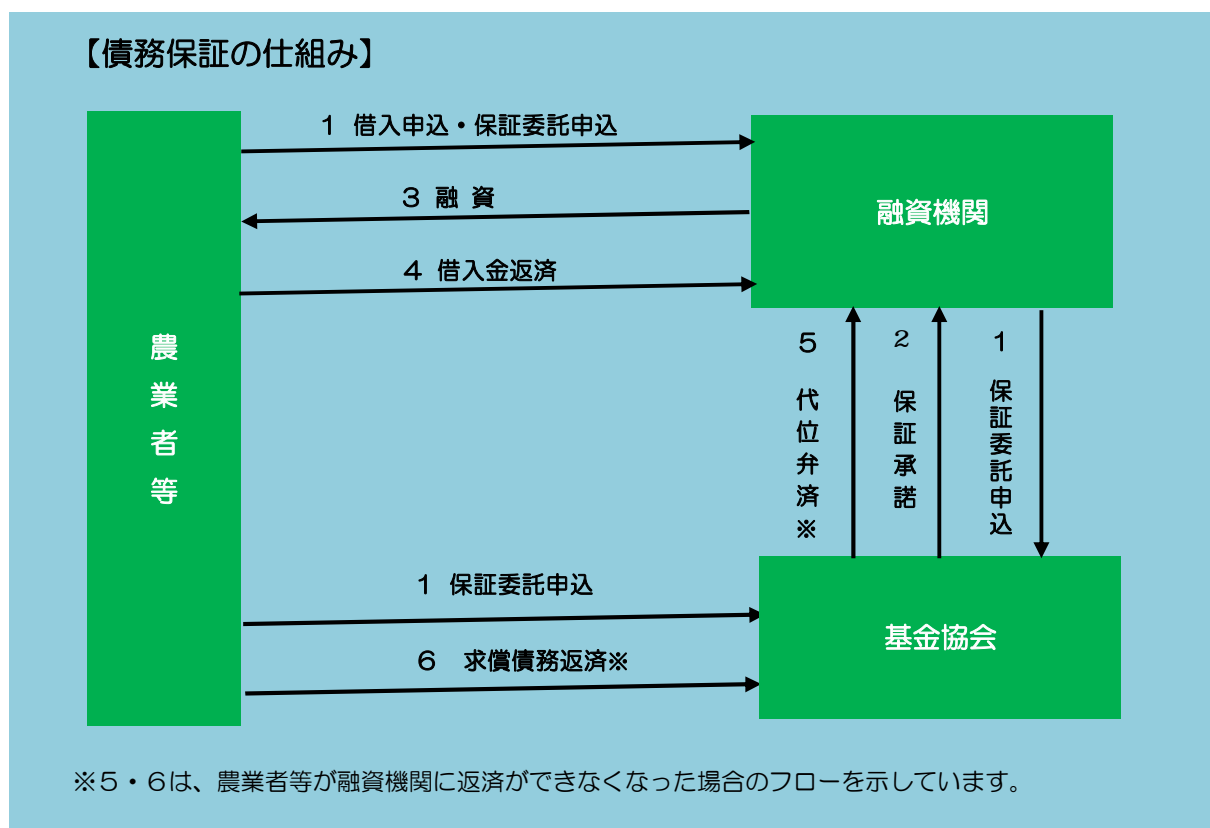 【債務保証の仕組み】
1 借入申込・保証委託申込
3 融 資
4 借入金返済
農業者等
融資機関
5 代位弁済※
2 保証承諾
1 保証委託申込
1 保証委託申込
6 求償債務返済※
基金協会
※5・6は、農業者等が融資機関に返済ができなくなった場合のフローを示しています。